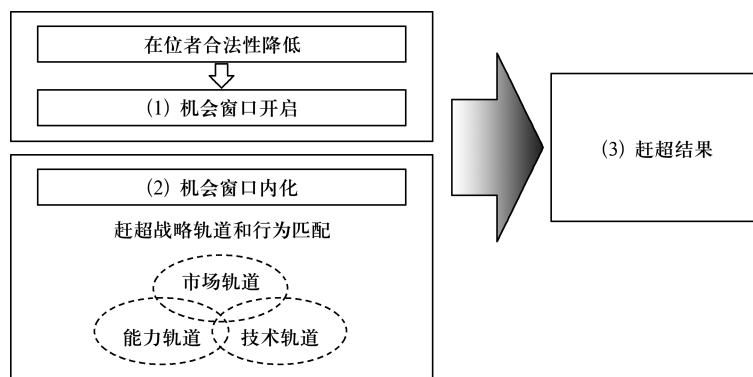 在位者合法性降低
(1) 机会窗口开启
(2) 机会窗口内化
赶超战略轨道和行为匹配
市场轨道
能力轨道
技术轨道
(3) 赶超结果